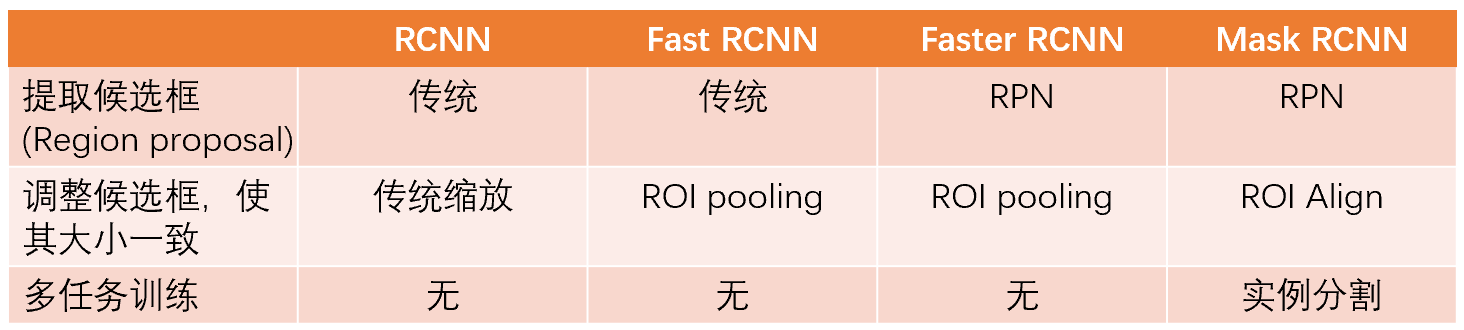 RCNN Fast RCNN Faster RCNN Mask RCNN
提取候选框
(Region proposal) 传统 传统 RPN RPN
调整候选框，使
其大小一致 传统缩放 ROI pooling ROI pooling ROI Align
多任务训练 无 无 无 实例分割